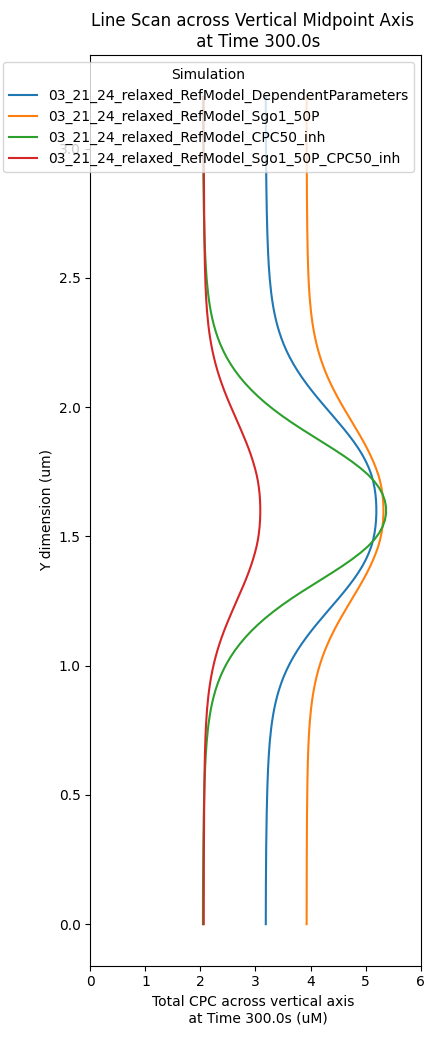 Line Scan across Vertical Midpoint Axis
at Time 300.0s
Simulation
03_21_24_relaxed_RefModel_DependentParameters
03_21_24_relaxed_RefModel_Sgo1_50P
03_21_24_relaxed_RefModel_CPC50_inh
03_21_24_relaxed_RefModel_Sgo1_50P_CPC50_inh
3.0
2.5
2.0
1.5
1.0
0.5
0.0
Y dimension (um)
0 1 2 3 4 5 6
Total CPC across vertical axis
at Time 300.0s (uM)